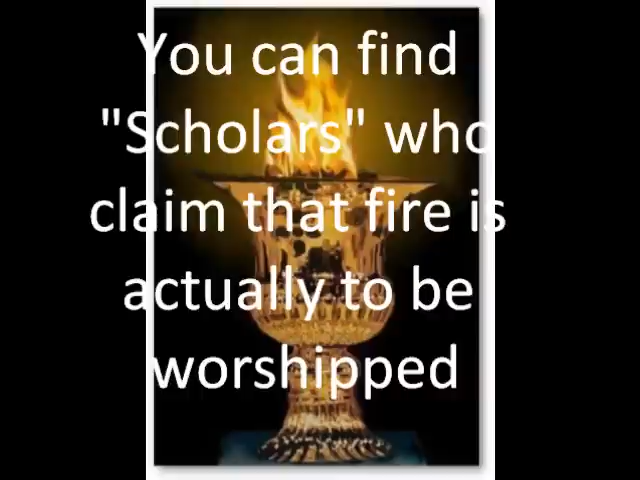 You can find
"Scholars" who
claim that fire is
actually to be
worshipped